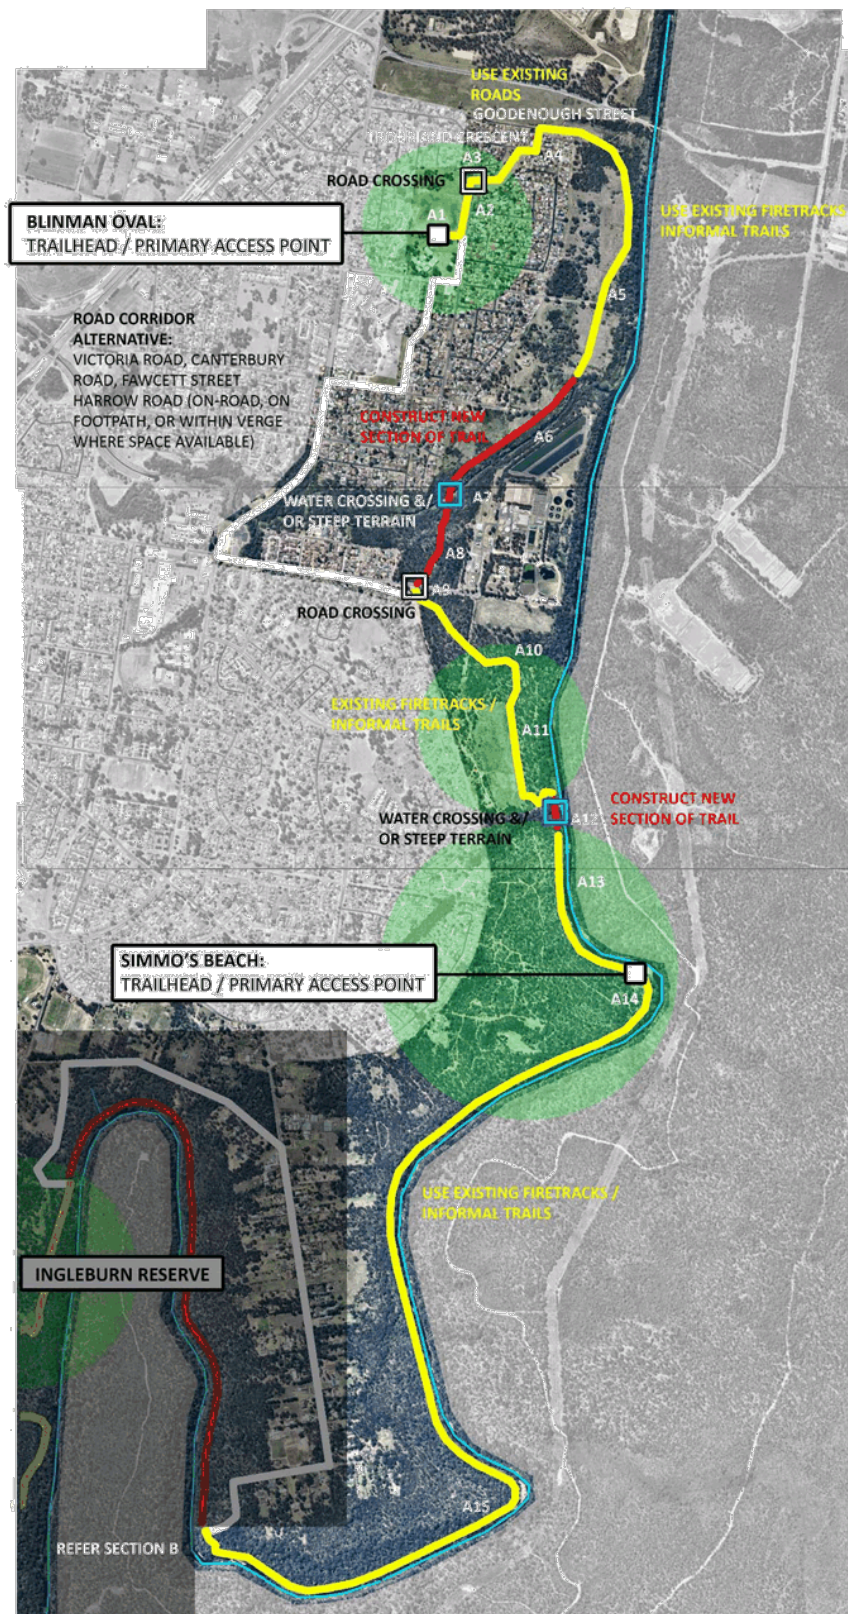 USE EXISTING
ROADS
GOODENOUGH STREET
CRESCENT
A3
A4
ROAD CROSSING
A1
A2
BLINMAN OVAL:
TRAILHEAD / PRIMARY ACCESS POINT
USE EXISTING FIRETRACKS
INFORMAL TRAILS
A5
ROAD CORRIDOR
ALTERNATIVE:
VICTORIA ROAD, CANTERBURY
ROAD, FAWCETT STREET
HARROW ROAD (ON-ROAD, ON
FOOTPATH, OR WITHIN VERGE
WHERE SPACE AVAILABLE)
CONSTRUCT NEW
SECTION OF TRAIL
A6
WATER CROSSING &/
OR STEEP TERRAIN
A7
A8
A9
ROAD CROSSING
A10
EXISTING FIRETRACKS /
INFORMAL TRAILS
A11
CONSTRUCT NEW
SECTION OF TRAIL
WATER CROSSING &/
OR STEEP TERRAIN
A12
A13
SIMMO'S BEACH:
TRAILHEAD / PRIMARY ACCESS POINT
A14
USE EXISTING FIRETRACKS /
INFORMAL TRAILS
INGLEBURN RESERVE
A15
REFER SECTION B